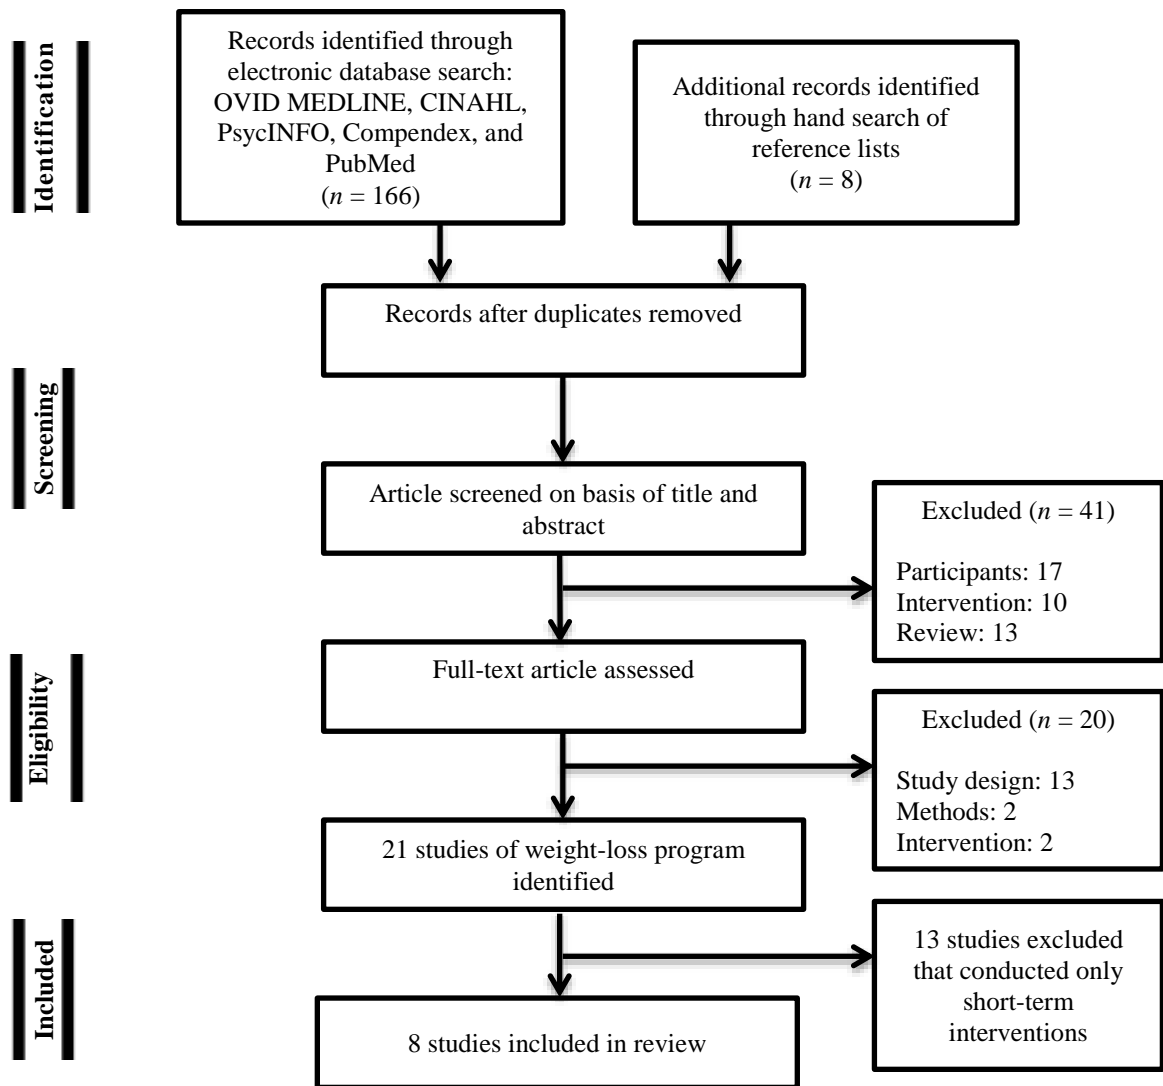 Identification
Records identified through
electronic database search:
OVID MEDLINE, CINAHL,
PsycINFO, Compendex, and
PubMed
(n = 166)
Additional records identified
through hand search of
reference lists
(n = 8)
Records after duplicates removed
Screening
Article screened on basis of title and
abstract
Excluded (n = 41)
Participants: 17
Intervention: 10
Review: 13
Eligibility
Full-text article assessed
Excluded (n = 20)
Study design: 13
Methods: 2
Intervention: 2
21 studies of weight-loss program
identified
Included
13 studies excluded
that conducted only
short-term
interventions
8 studies included in review